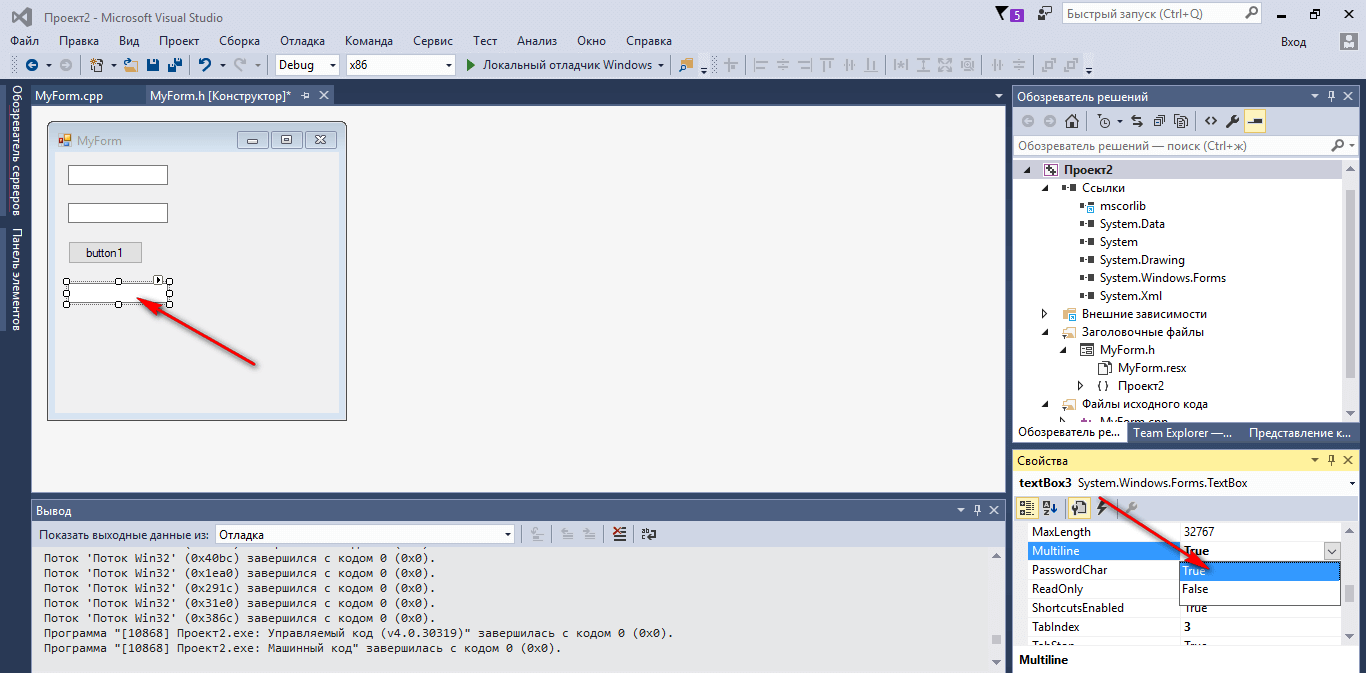 Проект2 - Microsoft Visual Studio
5
Быстрый запуск (Ctrl+Q)
Файл Правка Вид Проект Сборка Отладка Команда Сервис Тест Анализ Окно Справка
Вход
Debug x86 Локальный отладчик Windows
Обозреватель серверов
Панель элементов
MyForm.cpp MyForm.h [Конструктор]*
MyForm
button1
Обозреватель решений
Обозреватель решений — поиск (Ctrl+ж)
Проект2
Ссылки
mscorlib
System.Data
System
System.Drawing
System.Windows.Forms
System.Xml
Внешние зависимости
Заголовочные файлы
MyForm.h
MyForm.resx
Проект2
Файлы исходного кода
MyForm.cpp
Обозреватель ре... Team Explorer —... Представление к...
Свойства
textBox3 System.Windows.Forms.TextBox
MaxLength 32767
Multiline True
True
PasswordChar
False
ReadOnly
ShortcutsEnabled True
TabIndex 3
TabStop True
Multiline
Вывод
Показать выходные данные из: Отладка
Поток 'Поток Win32' (0x40bc) завершился с кодом 0 (0x0).
Поток 'Поток Win32' (0x1ea0) завершился с кодом 0 (0x0).
Поток 'Поток Win32' (0x291c) завершился с кодом 0 (0x0).
Поток 'Поток Win32' (0x31e0) завершился с кодом 0 (0x0).
Поток 'Поток Win32' (0x386c) завершился с кодом 0 (0x0).
Программа "[10868] Проект2.exe: Управляемый код (v4.0.30319)" завершилась с кодом 0 (0x0).
Программа "[10868] Проект2.exe: Машинный код" завершилась с кодом 0 (0x0).